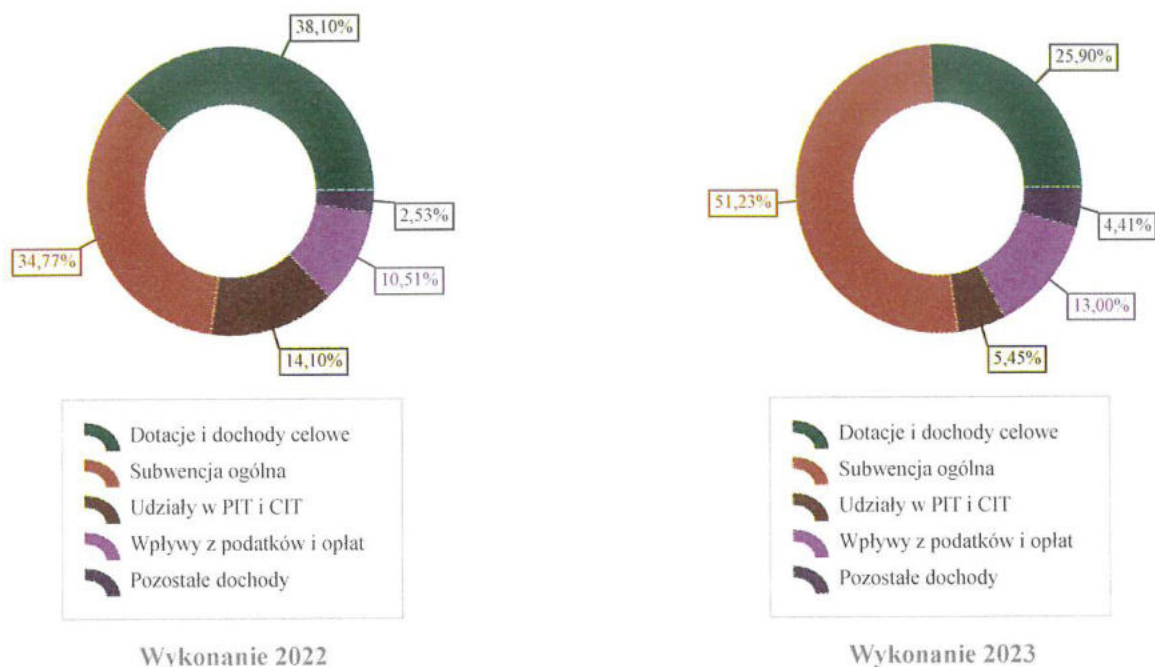 38,10%
2,53%
10,51%
14,10%
34,77%
Dotacje i dochody celowe
Subwencja ogólna
Udziały w PIT i CIT
Wpływy z podatków i opłat
Pozostałe dochody
Wykonanie 2022
25,90%
4,41%
13,00%
5,45%
51,23%
Dotacje i dochody celowe
Subwencja ogólna
Udziały w PIT i CIT
Wpływy z podatków i opłat
Pozostałe dochody
Wykonanie 2023